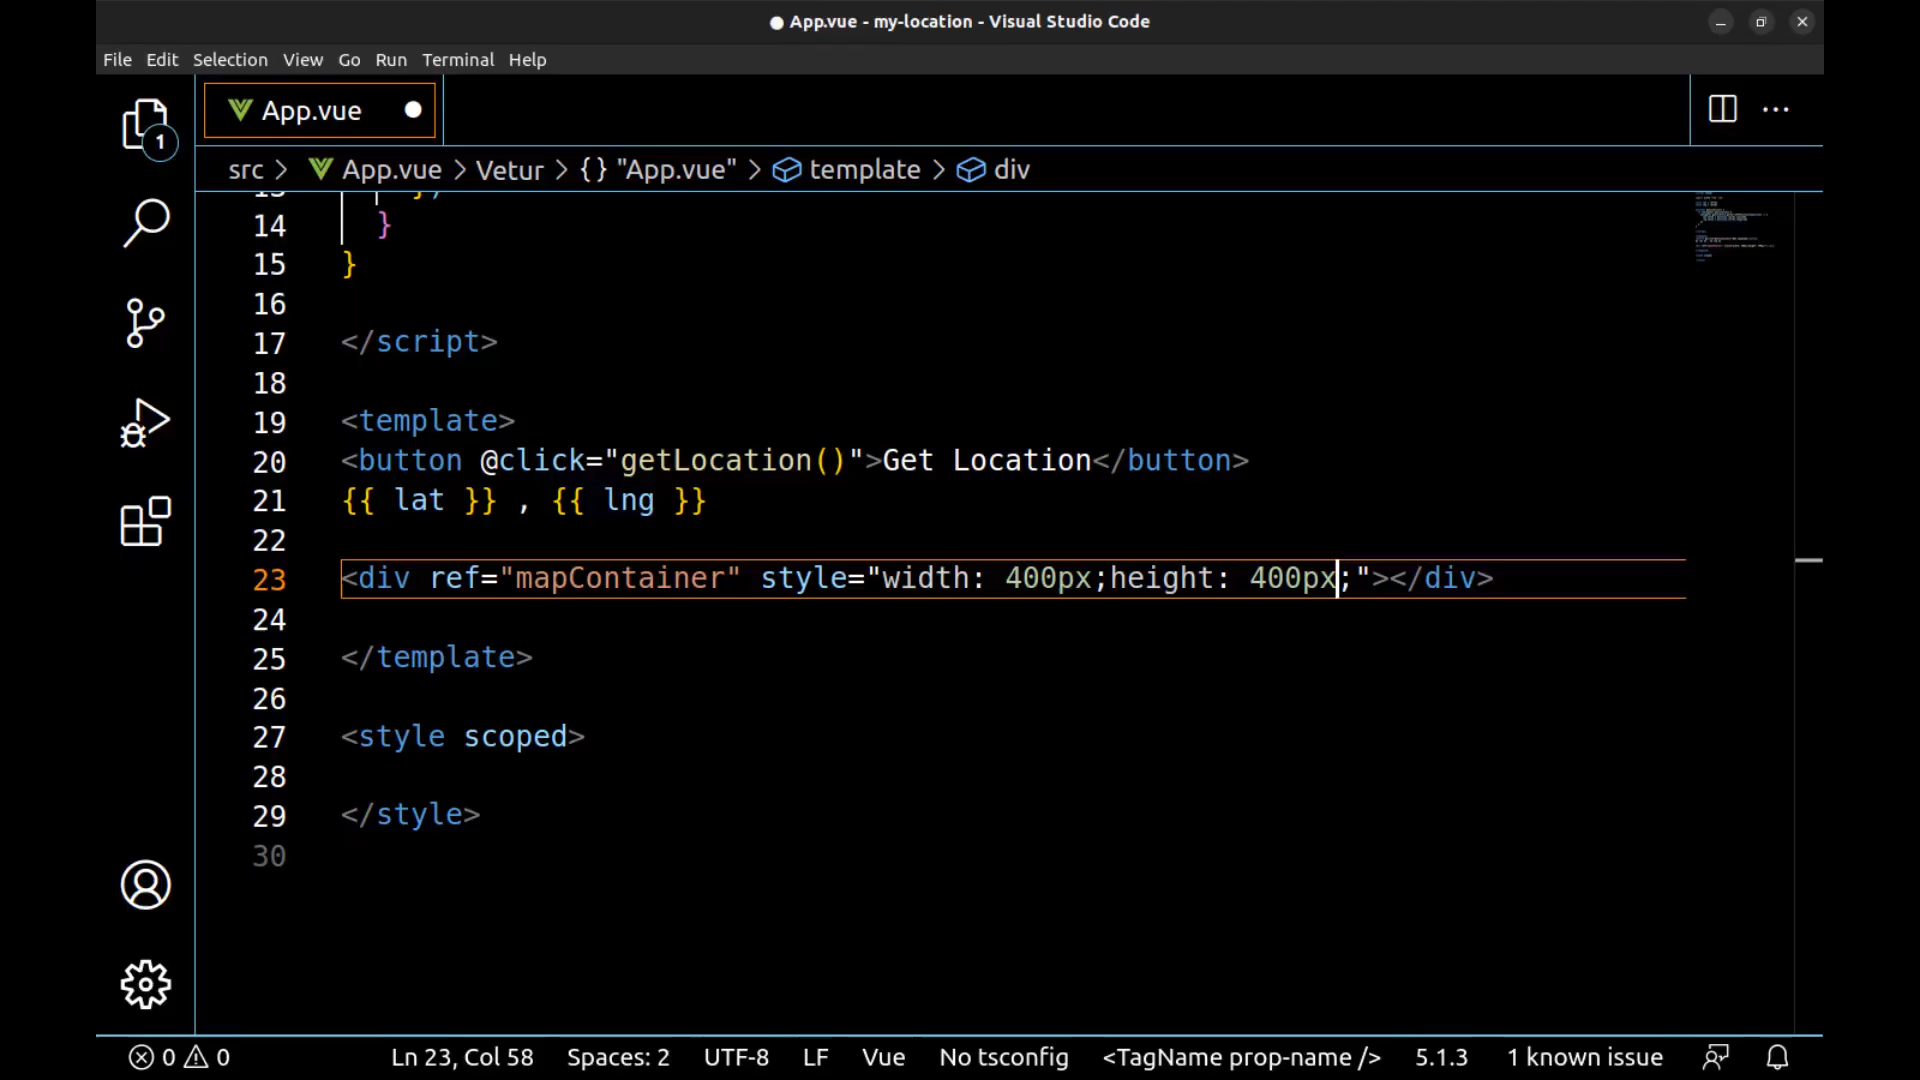 App.vue - my-location - Visual Studio Code
File Edit Selection View Go Run Terminal Help
App.vue
1
src > App.vue > Vetur > {} "App.vue" > template > div
14 }
15 }
16
17 </script>
18
19 <template>
20 <button @click="getLocation()">Get Location</button>
21 {{ lat }} , {{ lng }}
22
23 <div ref="mapContainer" style="width: 400px;height: 400px;"></div>
24
25 </template>
26
27 <style scoped>
28
29 </style>
30
0 0 Ln 23, Col 58 Spaces: 2 UTF-8 LF Vue No tsconfig <TagName prop-name /> 5.1.3 1 known issue